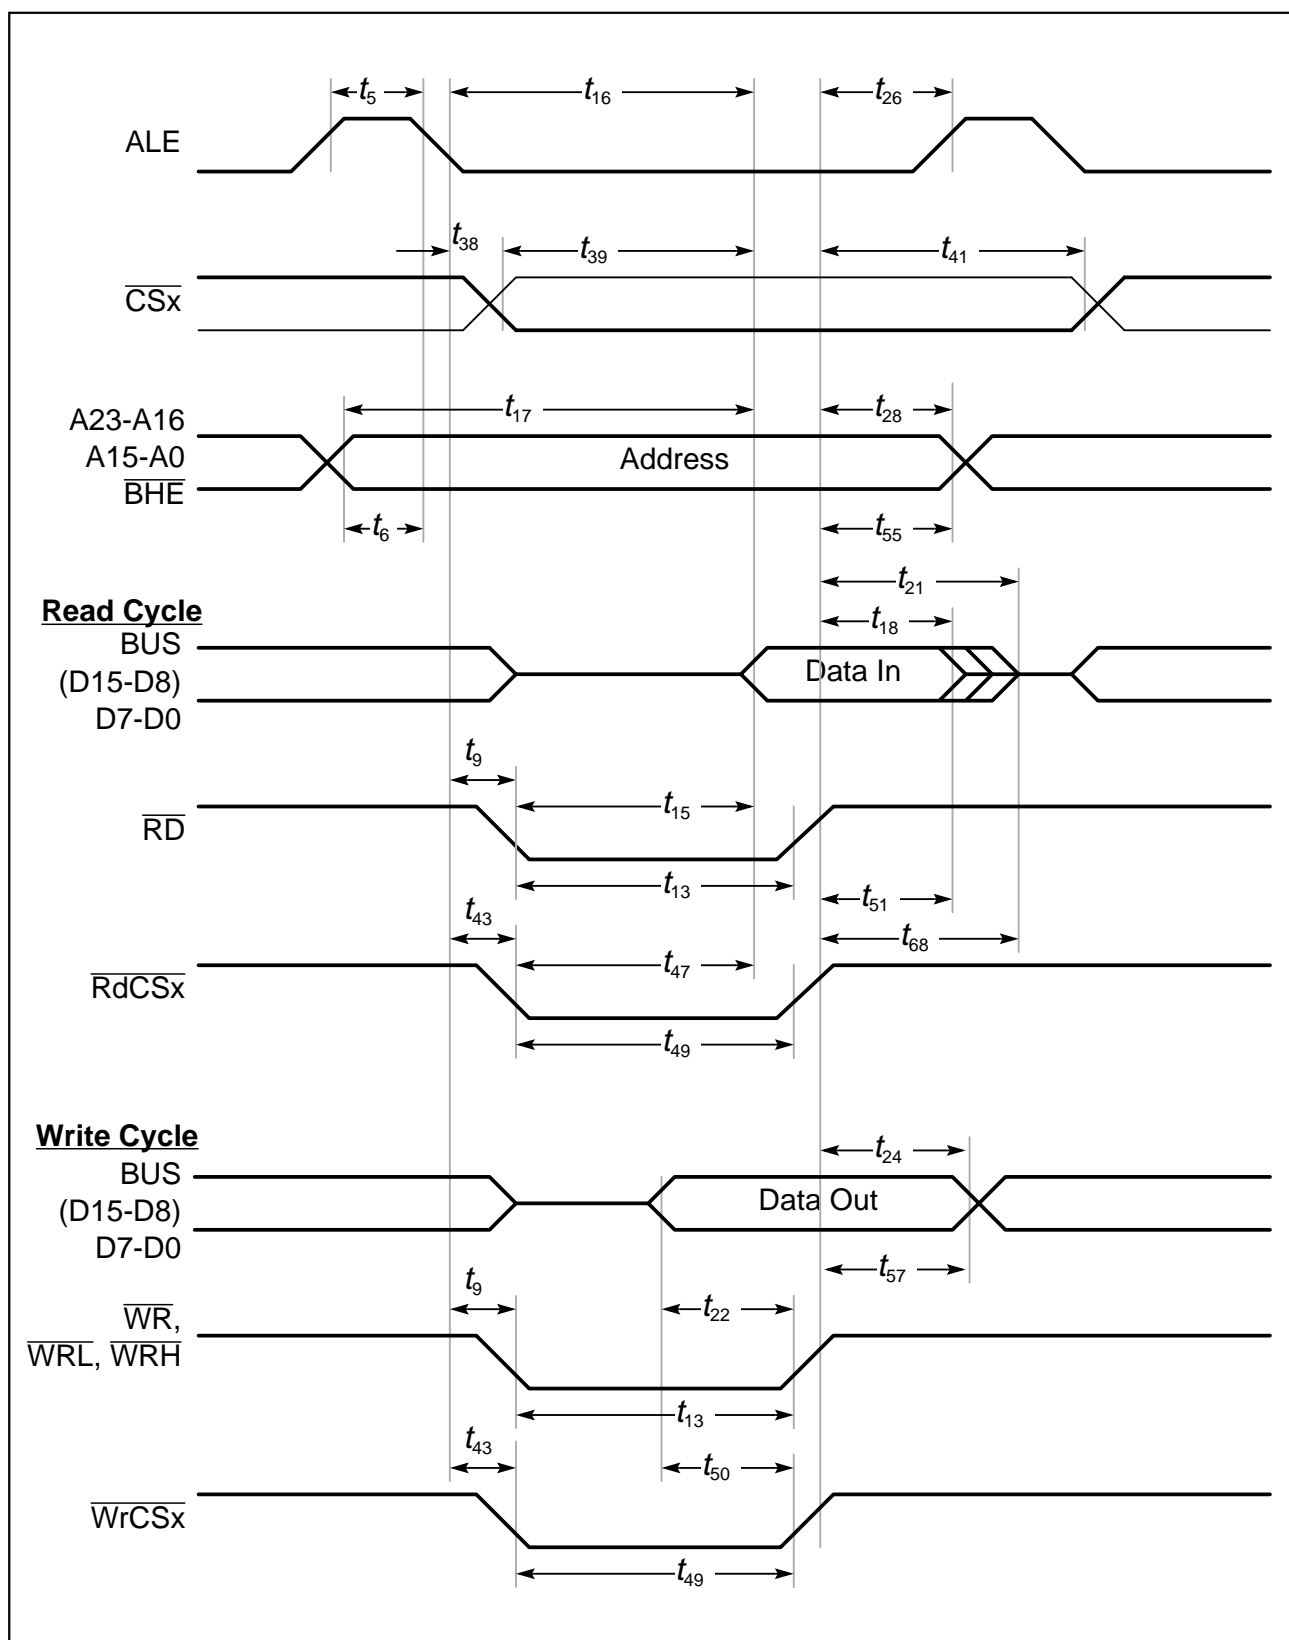 t5 t16 t26
ALE
t38 t39 t41
CSx
t17 t28
A23-A16
A15-A0
BHE
Address
t6 t55
t21
Read Cycle
t18
BUS
(D15-D8)
D7-D0
Data In
t9
t15
RD
t13 t51
t43
t68
t47
RdCSx
t49
Write Cycle
t24
BUS
(D15-D8)
D7-D0
Data Out
t57
t9
t22
WR,
WRL, WRH
t13
t43
t50
WrCSx
t49